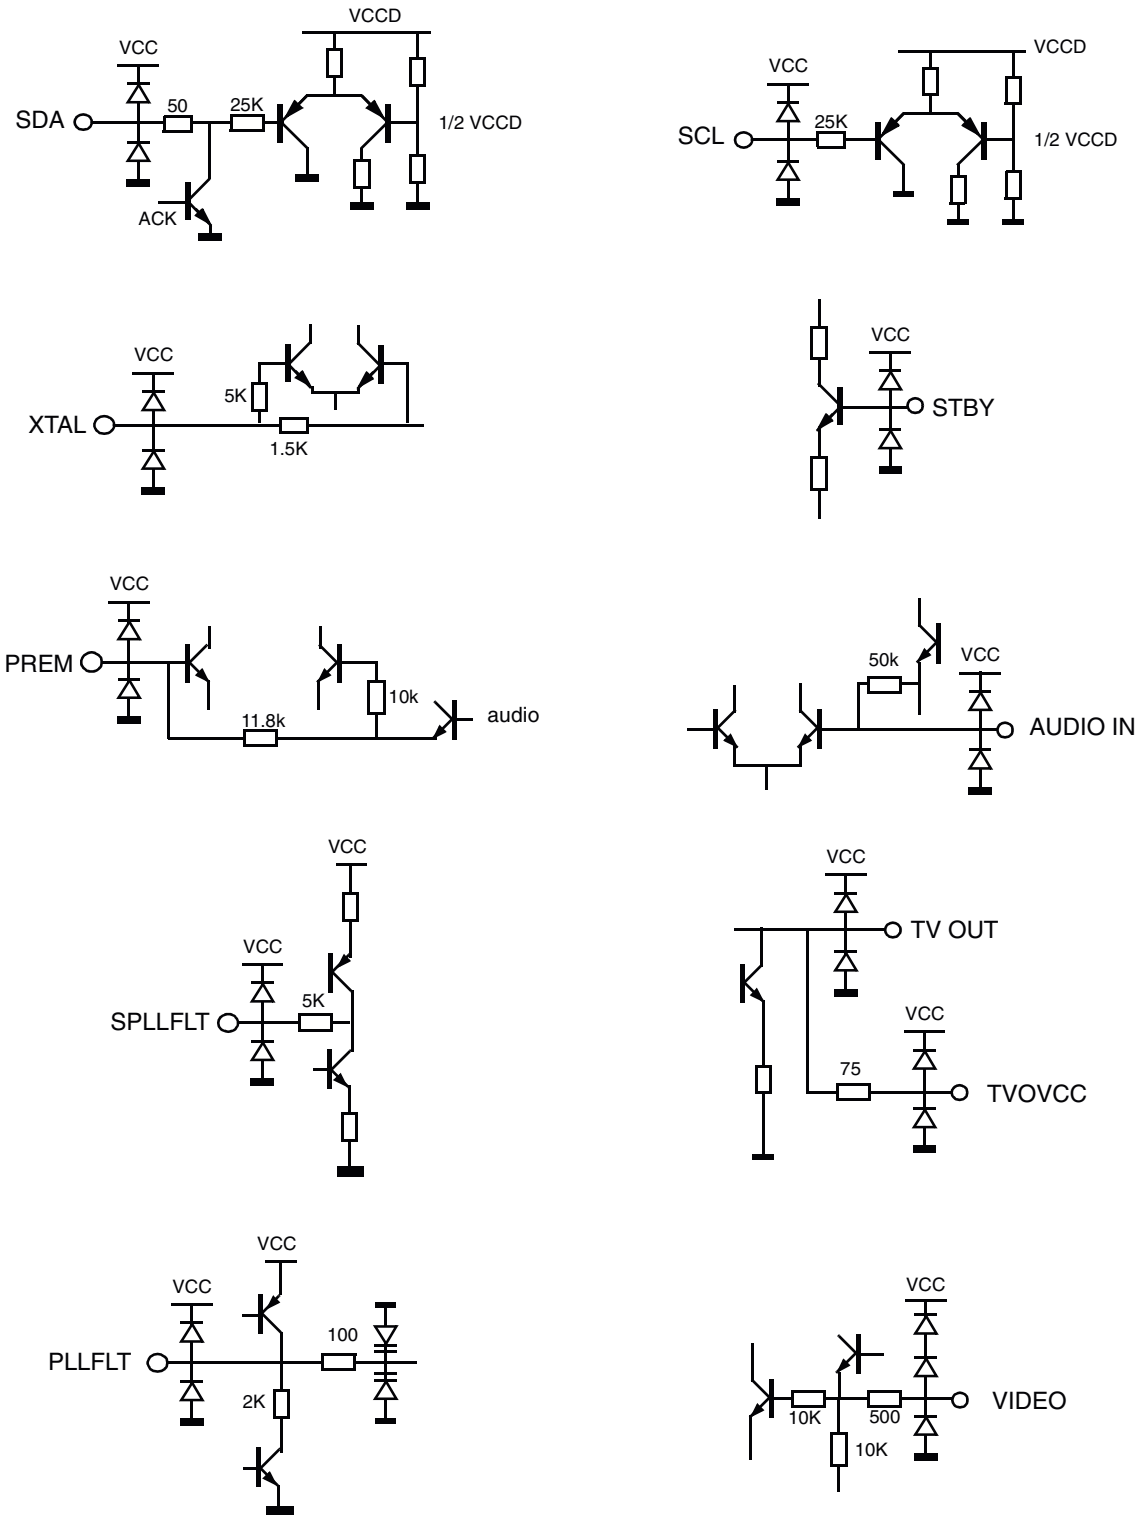 VCCD
VCC
50
25K
SDA
1/2 VCCD
ACK
VCCD
VCC
25K
SCL
1/2 VCCD
VCC
5K
XTAL
1.5K
VCC
STBY
VCC
PREM
10k
11.8k
audio
50k
VCC
AUDIO IN
VCC
VCC
5K
SPLLFLT
VCC
TV OUT
VCC
75
TVOVCC
VCC
VCC
100
PLLFLT
2K
VCC
VIDEO
10K
500
10K